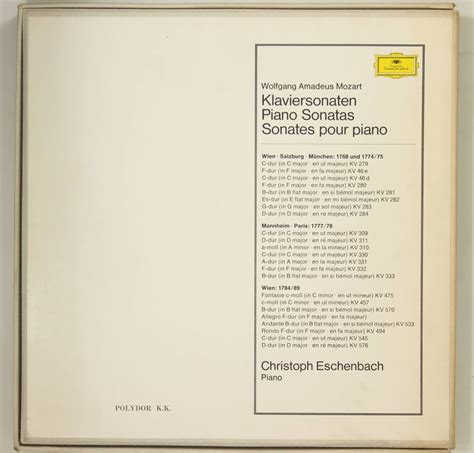 Deutsche Grammophon
Wolfgang Amadeus Mozart
Klaviersonaten
Piano Sonatas
Sonates pour piano
Wien · Salzburg · München: 1768 und 1774/75
C-dur (in C major · en ut majeur) KV 279
F-dur (in F major · en fa majeur) KV 46e
C-dur (in C major · en ut majeur) KV 46d
F-dur (in F major · en fa majeur) KV 280
B-dur (in B flat major · en si bémol majeur) KV 281
Es-dur (in E flat major · en mi bémol majeur) KV 282
G-dur (in G major · en sol majeur) KV 283
D-dur (in D major · en ré majeur) KV 284
Mannheim · Paris: 1777/78
C-dur (in C major · en ut majeur) KV 309
D-dur (in D major · en ré majeur) KV 311
a-moll (in A minor · en la mineur) KV 310
C-dur (in C major · en ut majeur) KV 330
A-dur (in A major · en la majeur) KV 331
F-dur (in F major · en fa majeur) KV 332
B-dur (in B flat major · en si bémol majeur) KV 333
Wien: 1784/89
Fantasie c-moll (in C minor · en ut mineur) KV 475
c-moll (in C minor · en ut mineur) KV 457
B-dur (in B flat major · en si bémol majeur) KV 570
Allegro F-dur (in F major · en fa majeur) ·
Andante B-dur (in B flat major · en si bémol majeur) KV 533
Rondo F-dur (in F major · en fa majeur) KV 494
C-dur (in C major · en ut majeur) KV 545
D-dur (in D major · en ré majeur) KV 576
Christoph Eschenbach
Piano
POLYDOR K.K.